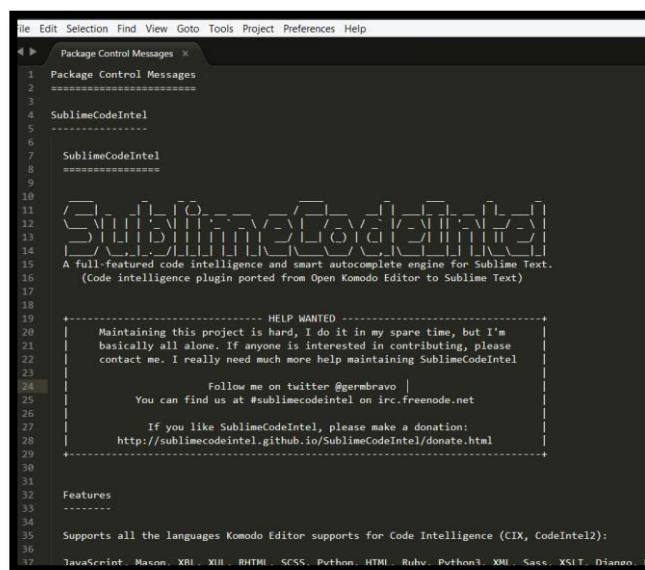 File Edit Selection Find View Goto Tools Project Preferences Help
Package Control Messages ×
1 Package Control Messages
2 ========================
3
4 SublimeCodeIntel
5 ----------------
6
7 SublimeCodeIntel
8 ================
9
10
11
12 SublimeCodeIntel
13
14
15 A full-featured code intelligence and smart autocomplete engine for Sublime Text.
16 (Code intelligence plugin ported from Open Komodo Editor to Sublime Text)
17
18
19 +-------------------------------- HELP WANTED ---------------------------------+
20 | Maintaining this project is hard, I do it in my spare time, but I'm |
21 | basically all alone. If anyone is interested in contributing, please |
22 | contact me. I really need much more help maintaining SublimeCodeIntel |
23 | |
24 | Follow me on twitter @germbravo |
25 | You can find us at #sublimecodeintel on irc.freenode.net |
26 | |
27 | If you like SublimeCodeIntel, please make a donation: |
28 | http://sublimecodeintel.github.io/SublimeCodeIntel/donate.html |
29 +------------------------------------------------------------------------------+
30
31
32 Features
33 --------
34
35 Supports all the languages Komodo Editor supports for Code Intelligence (CIX, CodeIntel2):
36
37 JavaScript, Mason, XBL, XUL, RHTML, SCSS, Python, HTML, Ruby, Python3, XML, Sass, XSLT, Django,